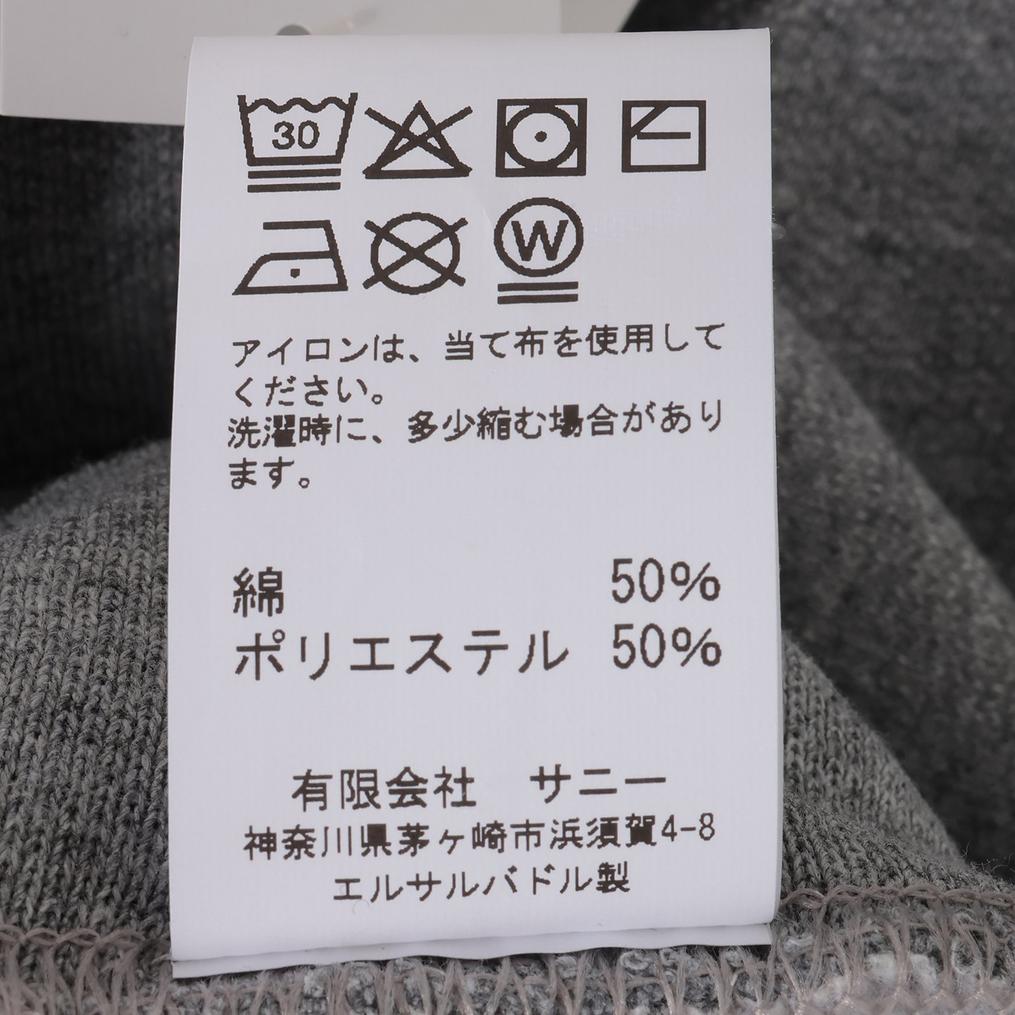 30
W
アイロンは、当て布を使用して
ください。
洗濯時に、多少縮む場合があり
ます。
綿 50%
ポリエステル 50%
有限会社 サニー
神奈川県茅ヶ崎市浜須賀4-8
エルサルバドル製